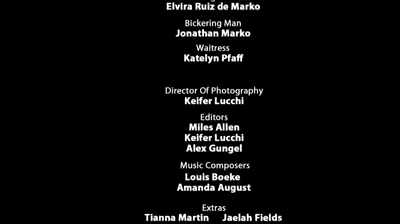 Elvira Ruiz de Marko
Bickering Man
Jonathan Marko
Waitress
Katelyn Pfaff
Director Of Photography
Keifer Lucchi
Editors
Miles Allen
Keifer Lucchi
Alex Gungel
Music Composers
Louis Boeke
Amanda August
Extras
Tianna Martin Jaelah Fields